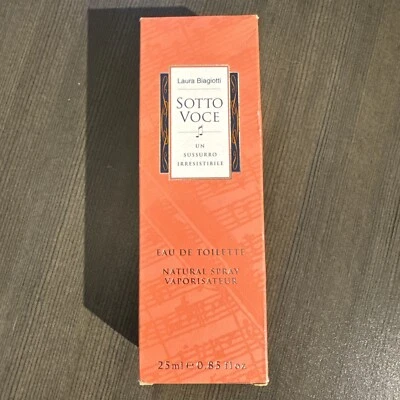 Laura Biagiotti
SOTTO
VOCE
UN
SUSSURRO
IRRESISTIBILE
EAU DE TOILETTE
NATURAL SPRAY
VAPORISATEUR
25ml e 0.85 fl oz